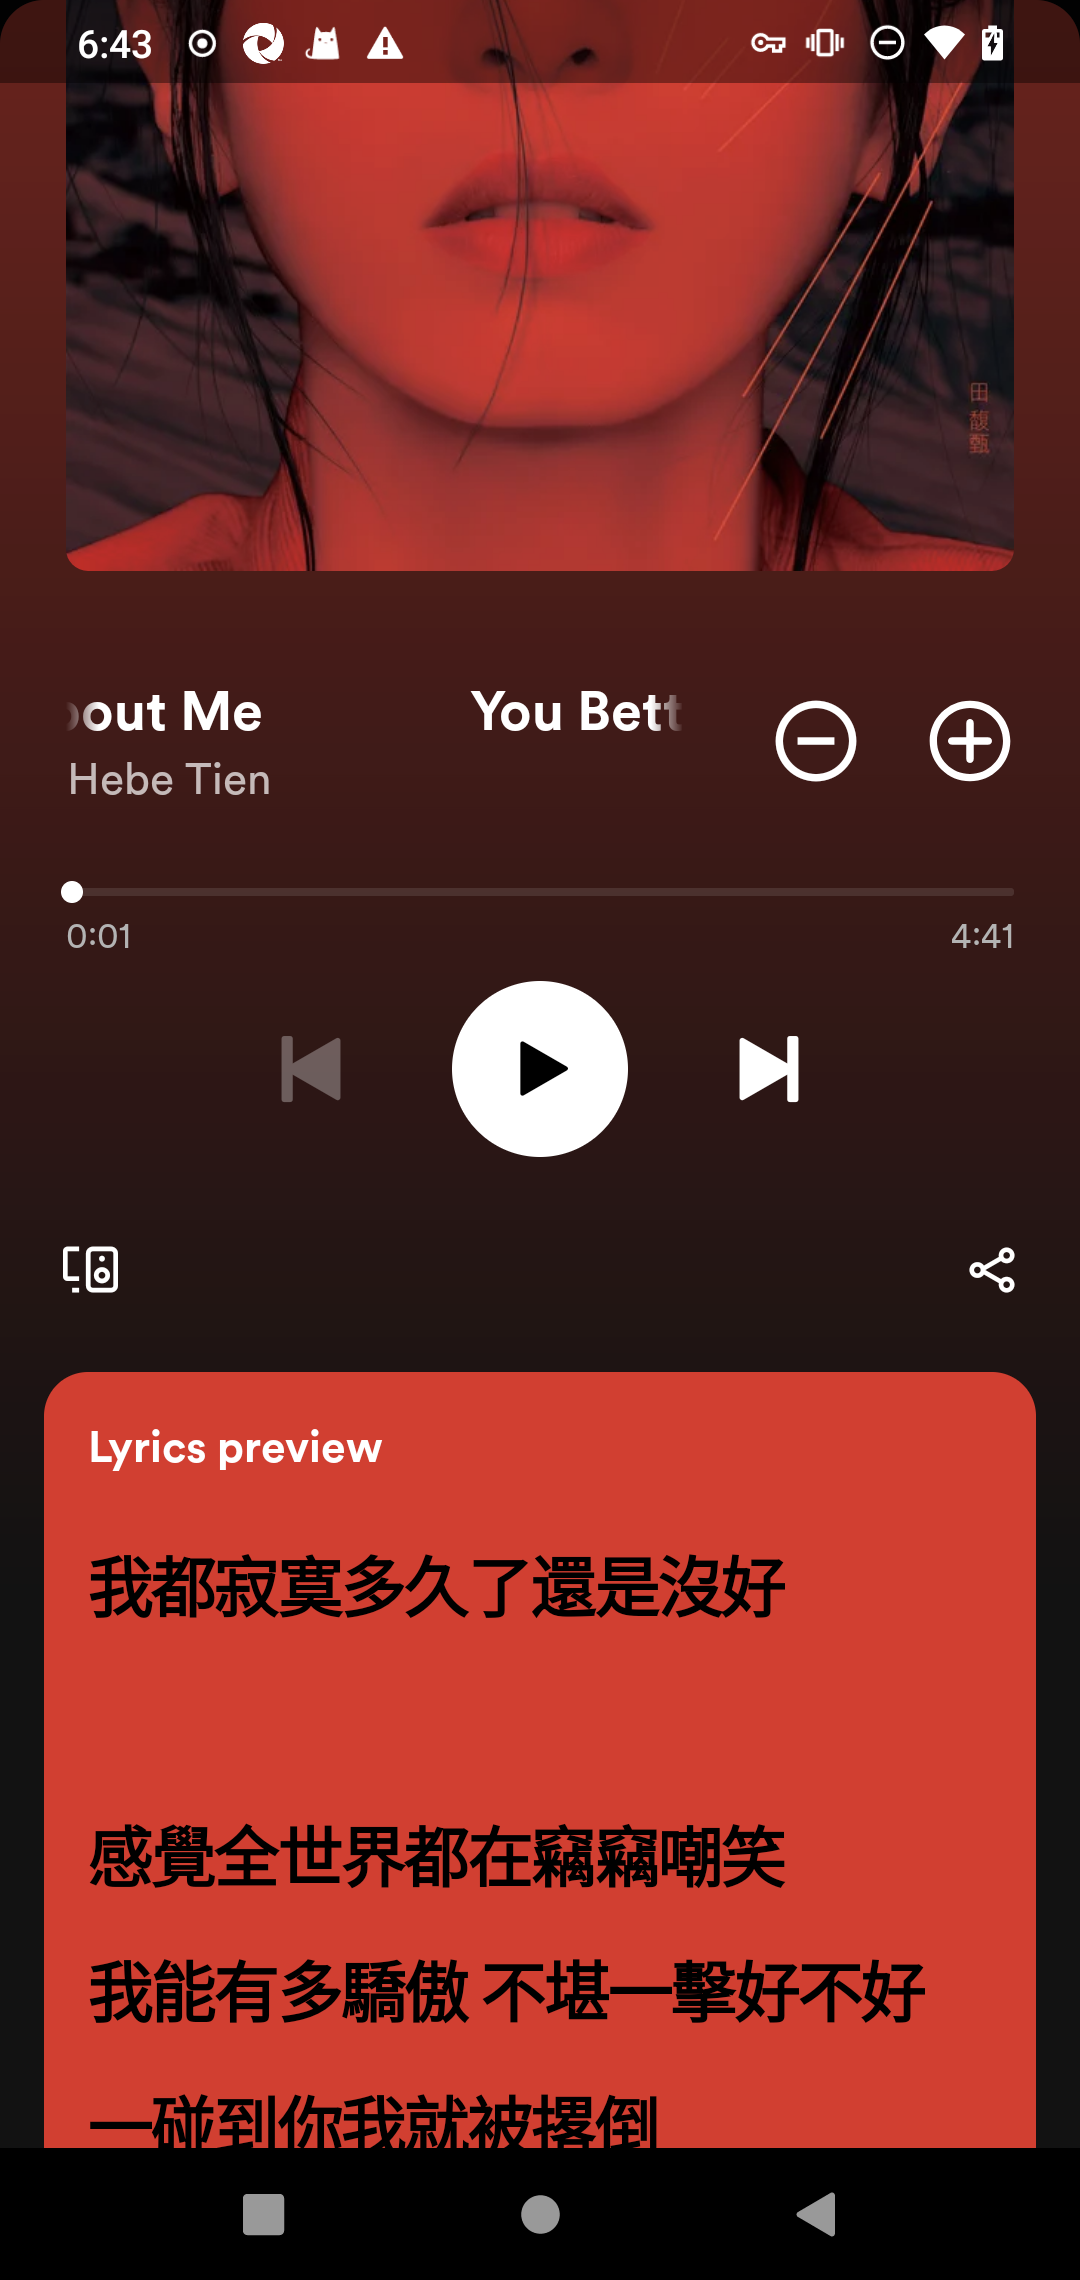 6:43
田
馥
甄
out Me You Bett
Hebe Tien
0:01 4:41
Lyrics preview
我都寂寞多久了還是沒好
感覺全世界都在竊竊嘲笑
我能有多驕傲 不堪一擊好不好
一碰到你我就被撂倒